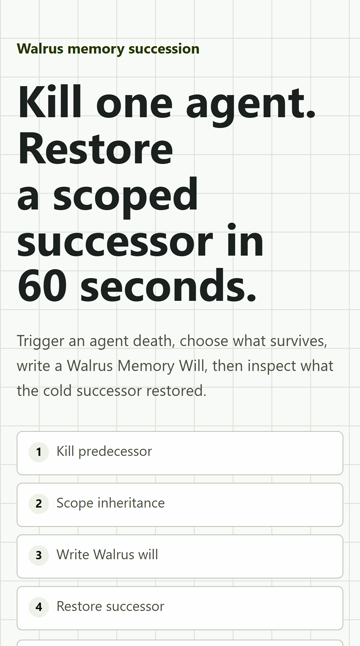 Walrus memory succession
Kill one agent.
Restore
a scoped
successor in
60 seconds.
Trigger an agent death, choose what survives,
write a Walrus Memory Will, then inspect what
the cold successor restored.
1 Kill predecessor
2 Scope inheritance
3 Write Walrus will
4 Restore successor